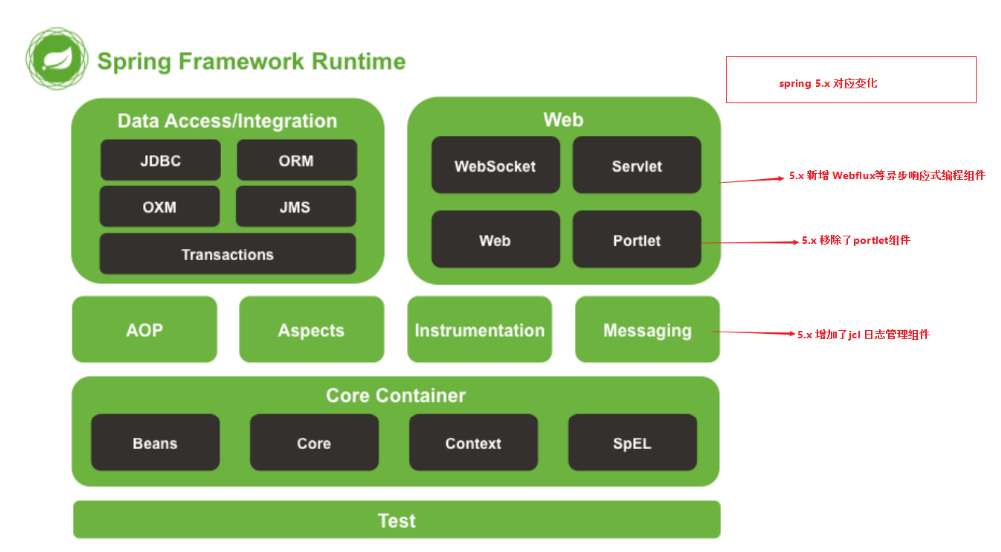 Spring Framework Runtime
spring 5.x 对应变化
Data Access/Integration
JDBC
ORM
OXM
JMS
Transactions
Web
WebSocket
Servlet
Web
Portlet
5.x 新增 Webflux等异步响应式编程组件
5.x 移除了portlet组件
AOP
Aspects
Instrumentation
Messaging
5.x 增加了jcl 日志管理组件
Core Container
Beans
Core
Context
SpEL
Test